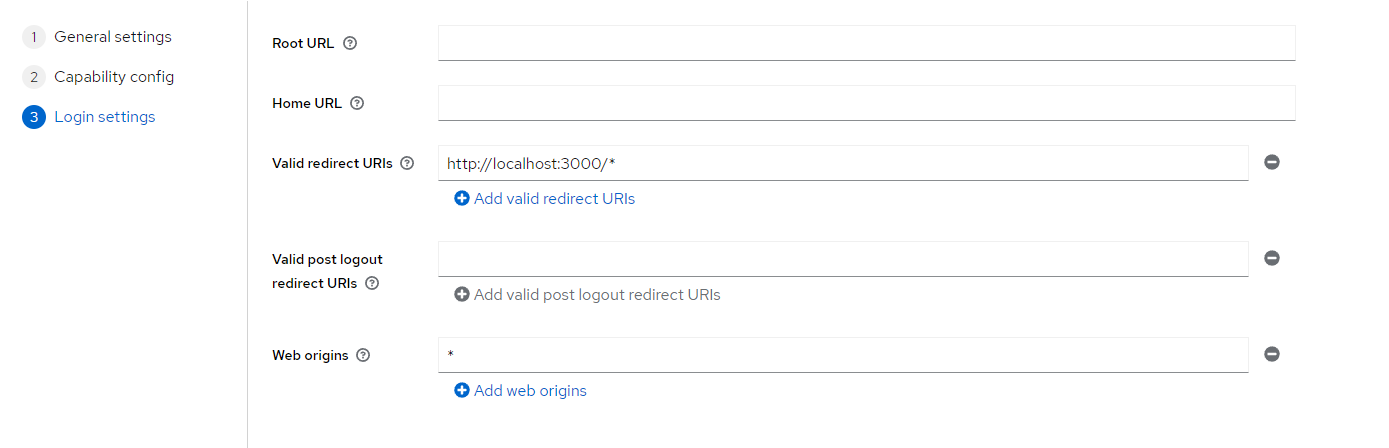 1 General settings
2 Capability config
3 Login settings
Root URL
Home URL
Valid redirect URIs
http://localhost:3000/*
Add valid redirect URIs
Valid post logout
redirect URIs
Add valid post logout redirect URIs
Web origins
*
Add web origins